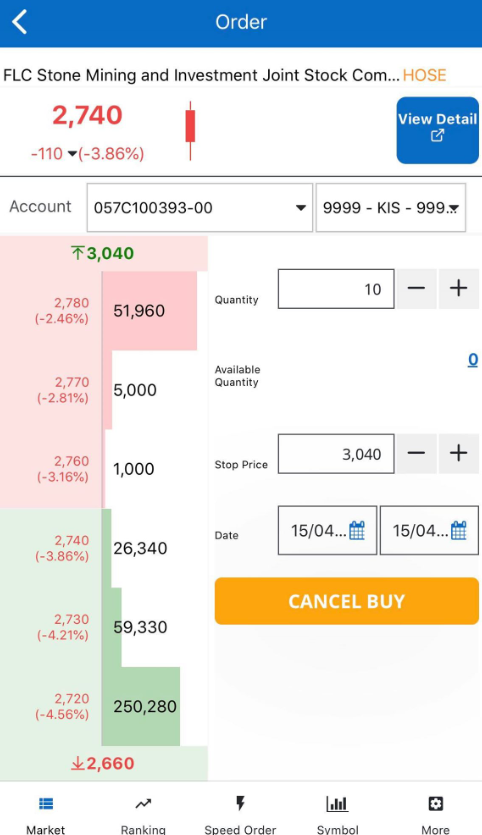 Order
FLC Stone Mining and Investment Joint Stock Com... HOSE
2,740
-110 (-3.86%)
View Detail
Account
057C100393-00
9999 - KIS - 999...
3,040
2,780
(-2.46%)
51,960
2,770
(-2.81%)
5,000
2,760
(-3.16%)
1,000
2,740
(-3.86%)
26,340
2,730
(-4.21%)
59,330
2,720
(-4.56%)
250,280
2,660
Quantity
10
Available
Quantity
0
Stop Price
3,040
Date
15/04...
15/04...
CANCEL BUY
Market
Ranking
Speed Order
Symbol
More